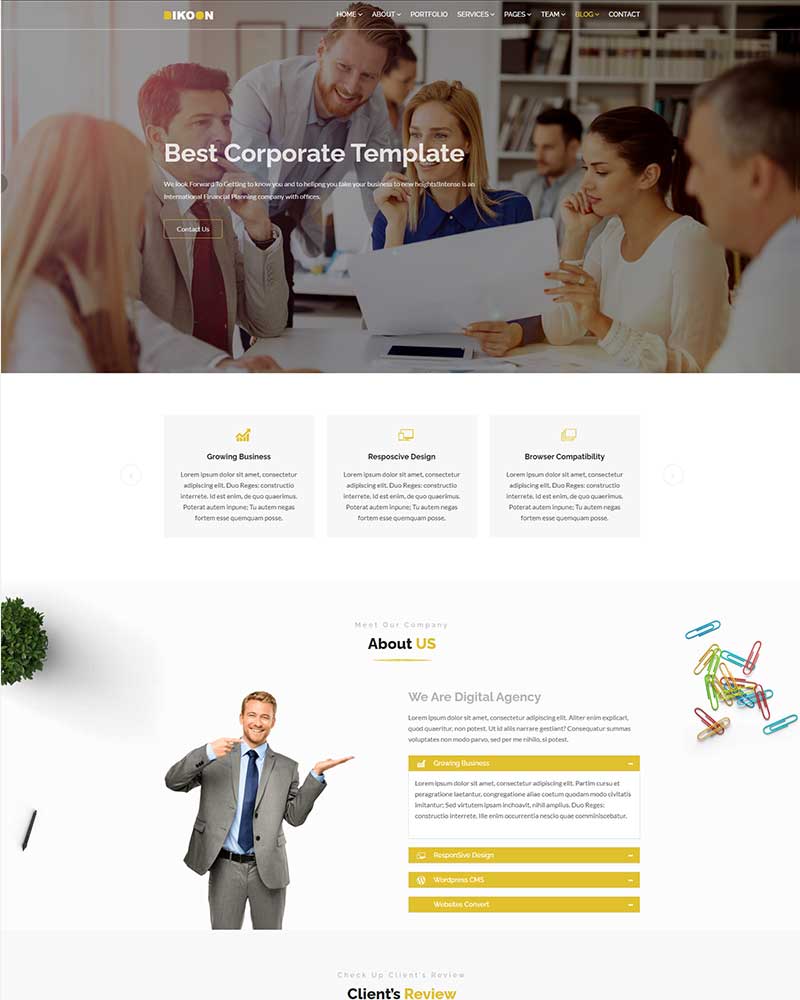 DIKOON
HOME ABOUT PORTFOLIO SERVICES PAGES TEAM BLOG CONTACT
Best Corporate Template
We look Forward To Getting to know you and to helipng you take your business to new heights!Intense is an
International Financial Planning company with offices.
Contact Us
Growing Business
Lorem ipsum dolor sit amet, consectetur
adipiscing elit. Duo Reges: constructio
interrete. Id est enim, de quo quaerimus.
Poterat autem inpune; Tu autem negas
fortem esse quemquam posse.
Resposcive Design
Lorem ipsum dolor sit amet, consectetur
adipiscing elit. Duo Reges: constructio
interrete. Id est enim, de quo quaerimus.
Poterat autem inpune; Tu autem negas
fortem esse quemquam posse.
Browser Compatibility
Lorem ipsum dolor sit amet, consectetur
adipiscing elit. Duo Reges: constructio
interrete. Id est enim, de quo quaerimus.
Poterat autem inpune; Tu autem negas
fortem esse quemquam posse.
Meet Our Company
About US
We Are Digital Agency
Lorem ipsum dolor sit amet, consectetur adipiscing elit. Aliter enim explicari,
quod quaeritur, non potest. Ut id aliis narrare gestiant? Consequatur summus
voluptates non modo parvo, sed per me nihilo, si potest.
Growing Business
Lorem ipsum dolor sit amet, consectetur adipiscing elit. Partim cursu et
peragratione laetantur, congregatione aliae coetum quodam modo civitatis
imitantur; Sed virtutem ipsam inchoavit, nihil amplius. Duo Reges:
constructio interrete. Ille enim occurrentia nescio quae comminiscebatur.
ResponSive Design
Wordpress CMS
Websites Convert
Check Up Client's Review
Client's Review